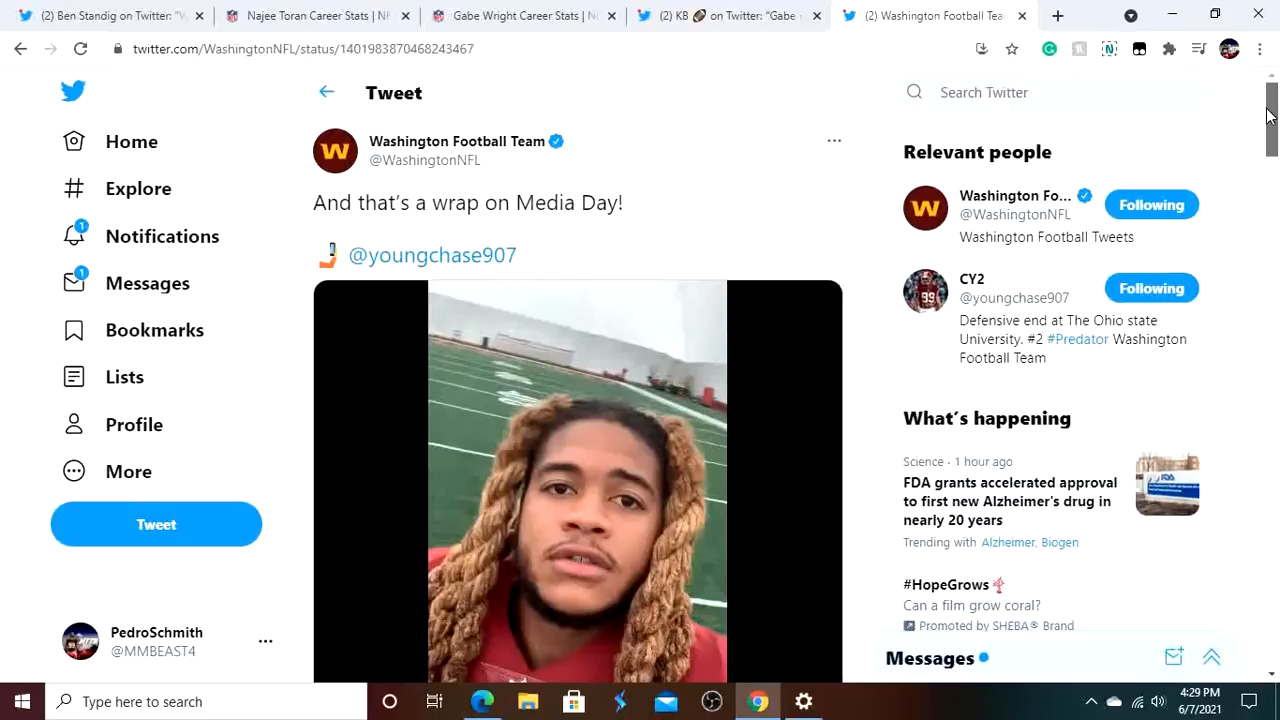 (2) Ben Standig on Twitter: "W
Najee Toran Career Stats | NF
Gabe Wright Career Stats | NFL
(2) KB 🏈 on Twitter: "Gabe
(2) Washington Football Tea
twitter.com/WashingtonNFL/status/1401983870468243467
Tweet
Search Twitter
Home
Explore
1
Notifications
1
Messages
Bookmarks
Lists
Profile
More
Tweet
PedroSchmith
@MMBEAST4
Washington Football Team
@WashingtonNFL
And that's a wrap on Media Day!
🤳 @youngchase907
Relevant people
Washington Fo...
@WashingtonNFL
Following
Washington Football Tweets
CY2
@youngchase907
Following
Defensive end at The Ohio state
University. #2 #Predator Washington
Football Team
What's happening
Science · 1 hour ago
FDA grants accelerated approval
to first new Alzheimer's drug in
nearly 20 years
Trending with Alzheimer, Biogen
#HopeGrows
Can a film grow coral?
Promoted by SHEBA® Brand
Messages
Type here to search
4:29 PM
6/7/2021